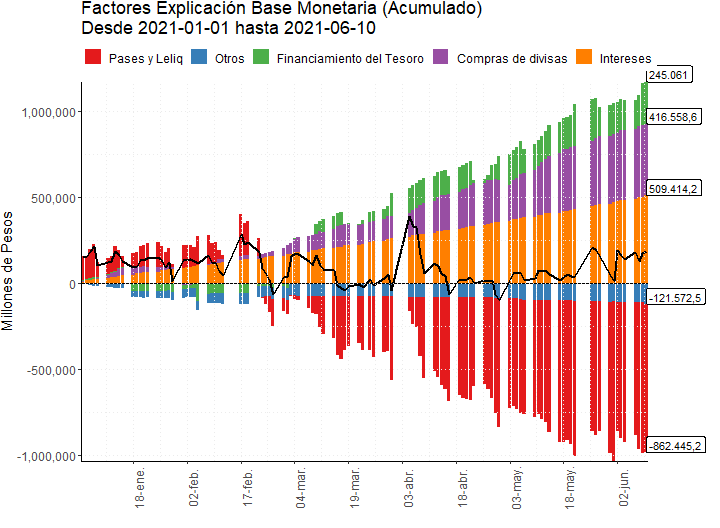 Factores Explicación Base Monetaria (Acumulado)
Desde 2021-01-01 hasta 2021-06-10
Pases y Leliq Otros Financiamiento del Tesoro Compras de divisas Intereses
Millones de Pesos
1,000,000
500,000
0
-500,000
-1,000,000
245.061
416.558,6
509.414,2
-121.572,5
-862.445,2
18-ene.
02-feb.
17-feb.
04-mar.
19-mar.
03-abr.
18-abr.
03-may.
18-may.
02-jun.